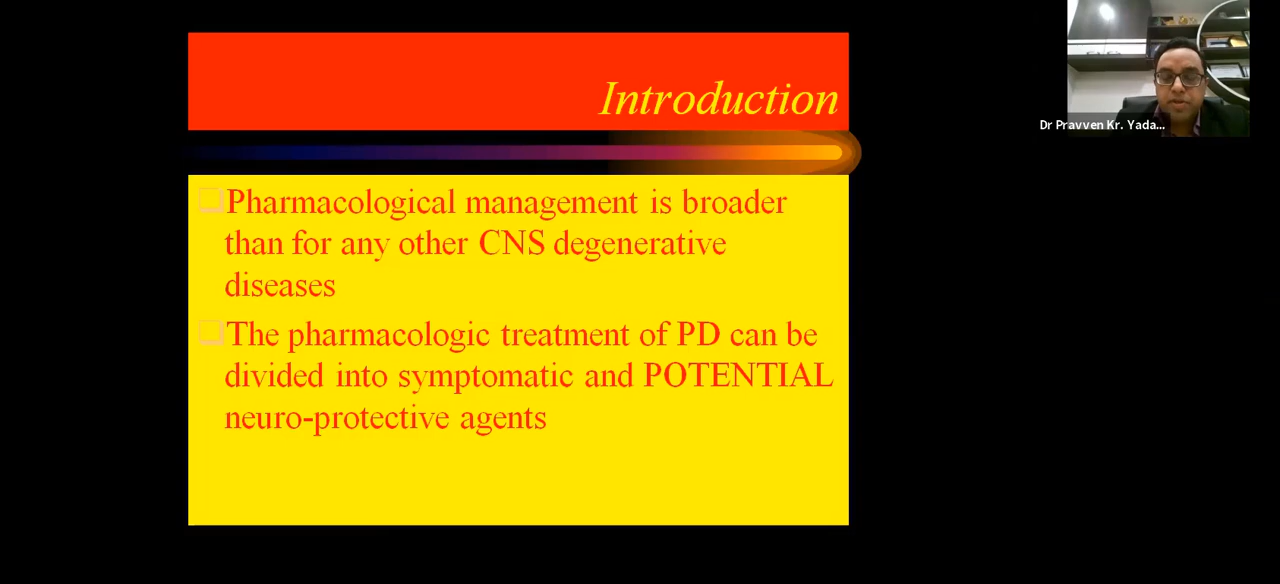 Introduction
Pharmacological management is broader
than for any other CNS degenerative
diseases
The pharmacologic treatment of PD can be
divided into symptomatic and POTENTIAL
neuro-protective agents
Dr Pravven Kr. Yada...